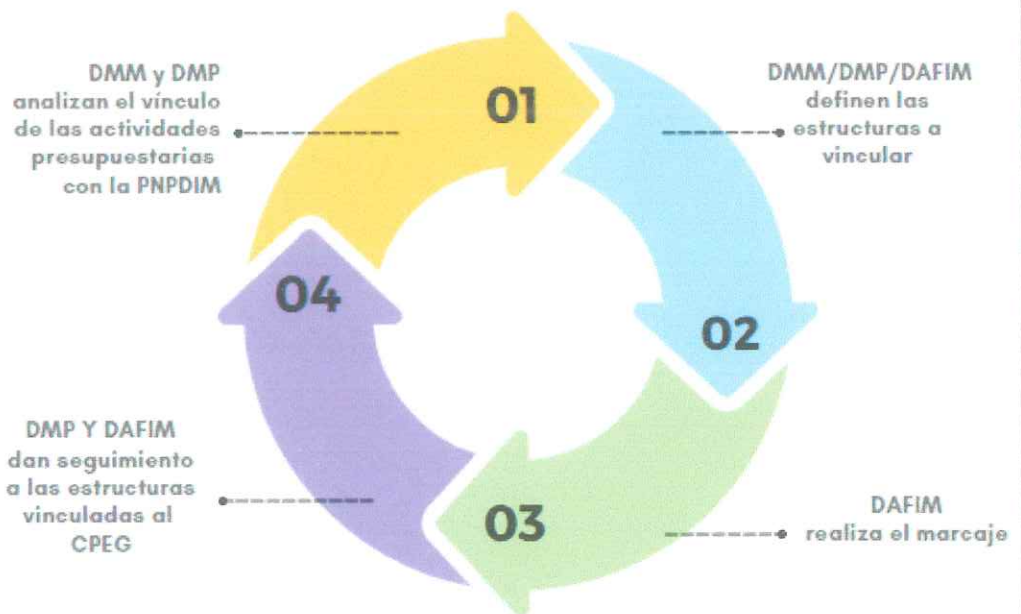 DMM y DMP
analizan el vínculo
de las actividades
presupuestarias
con la PNPDIM
01
DMM/DMP/DAFIM
definen las
estructuras a
vincular
02
DAFIM
realiza el marcaje
03
DMP Y DAFIM
dan seguimiento
a las estructuras
vinculadas al
CPEG
04